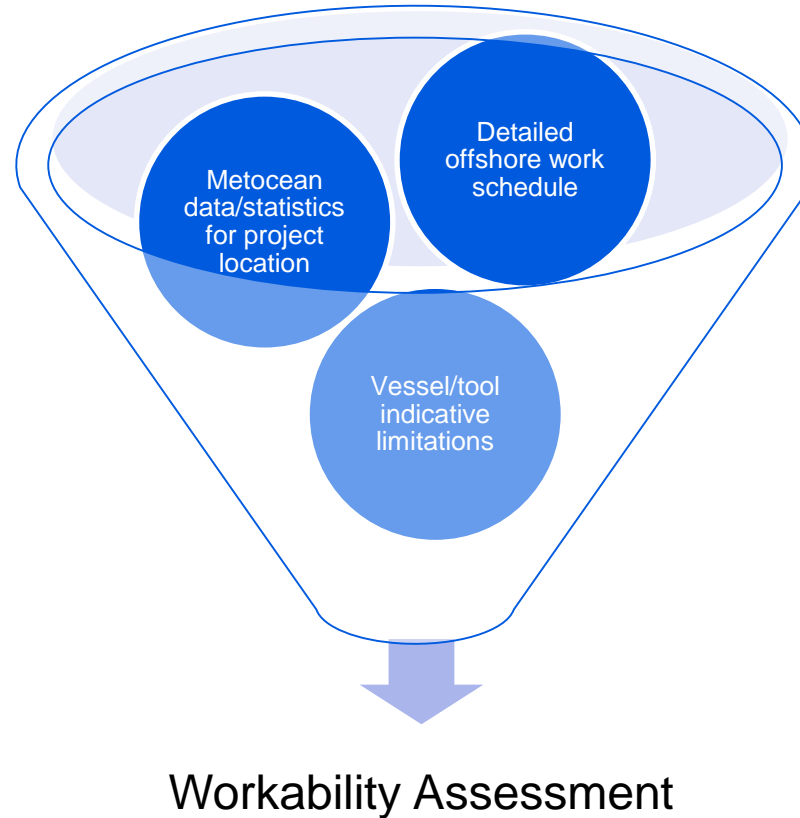 Detailed
offshore work
schedule
Metocean
data/statistics
for project
location
Vessel/tool
indicative
limitations
Workability Assessment